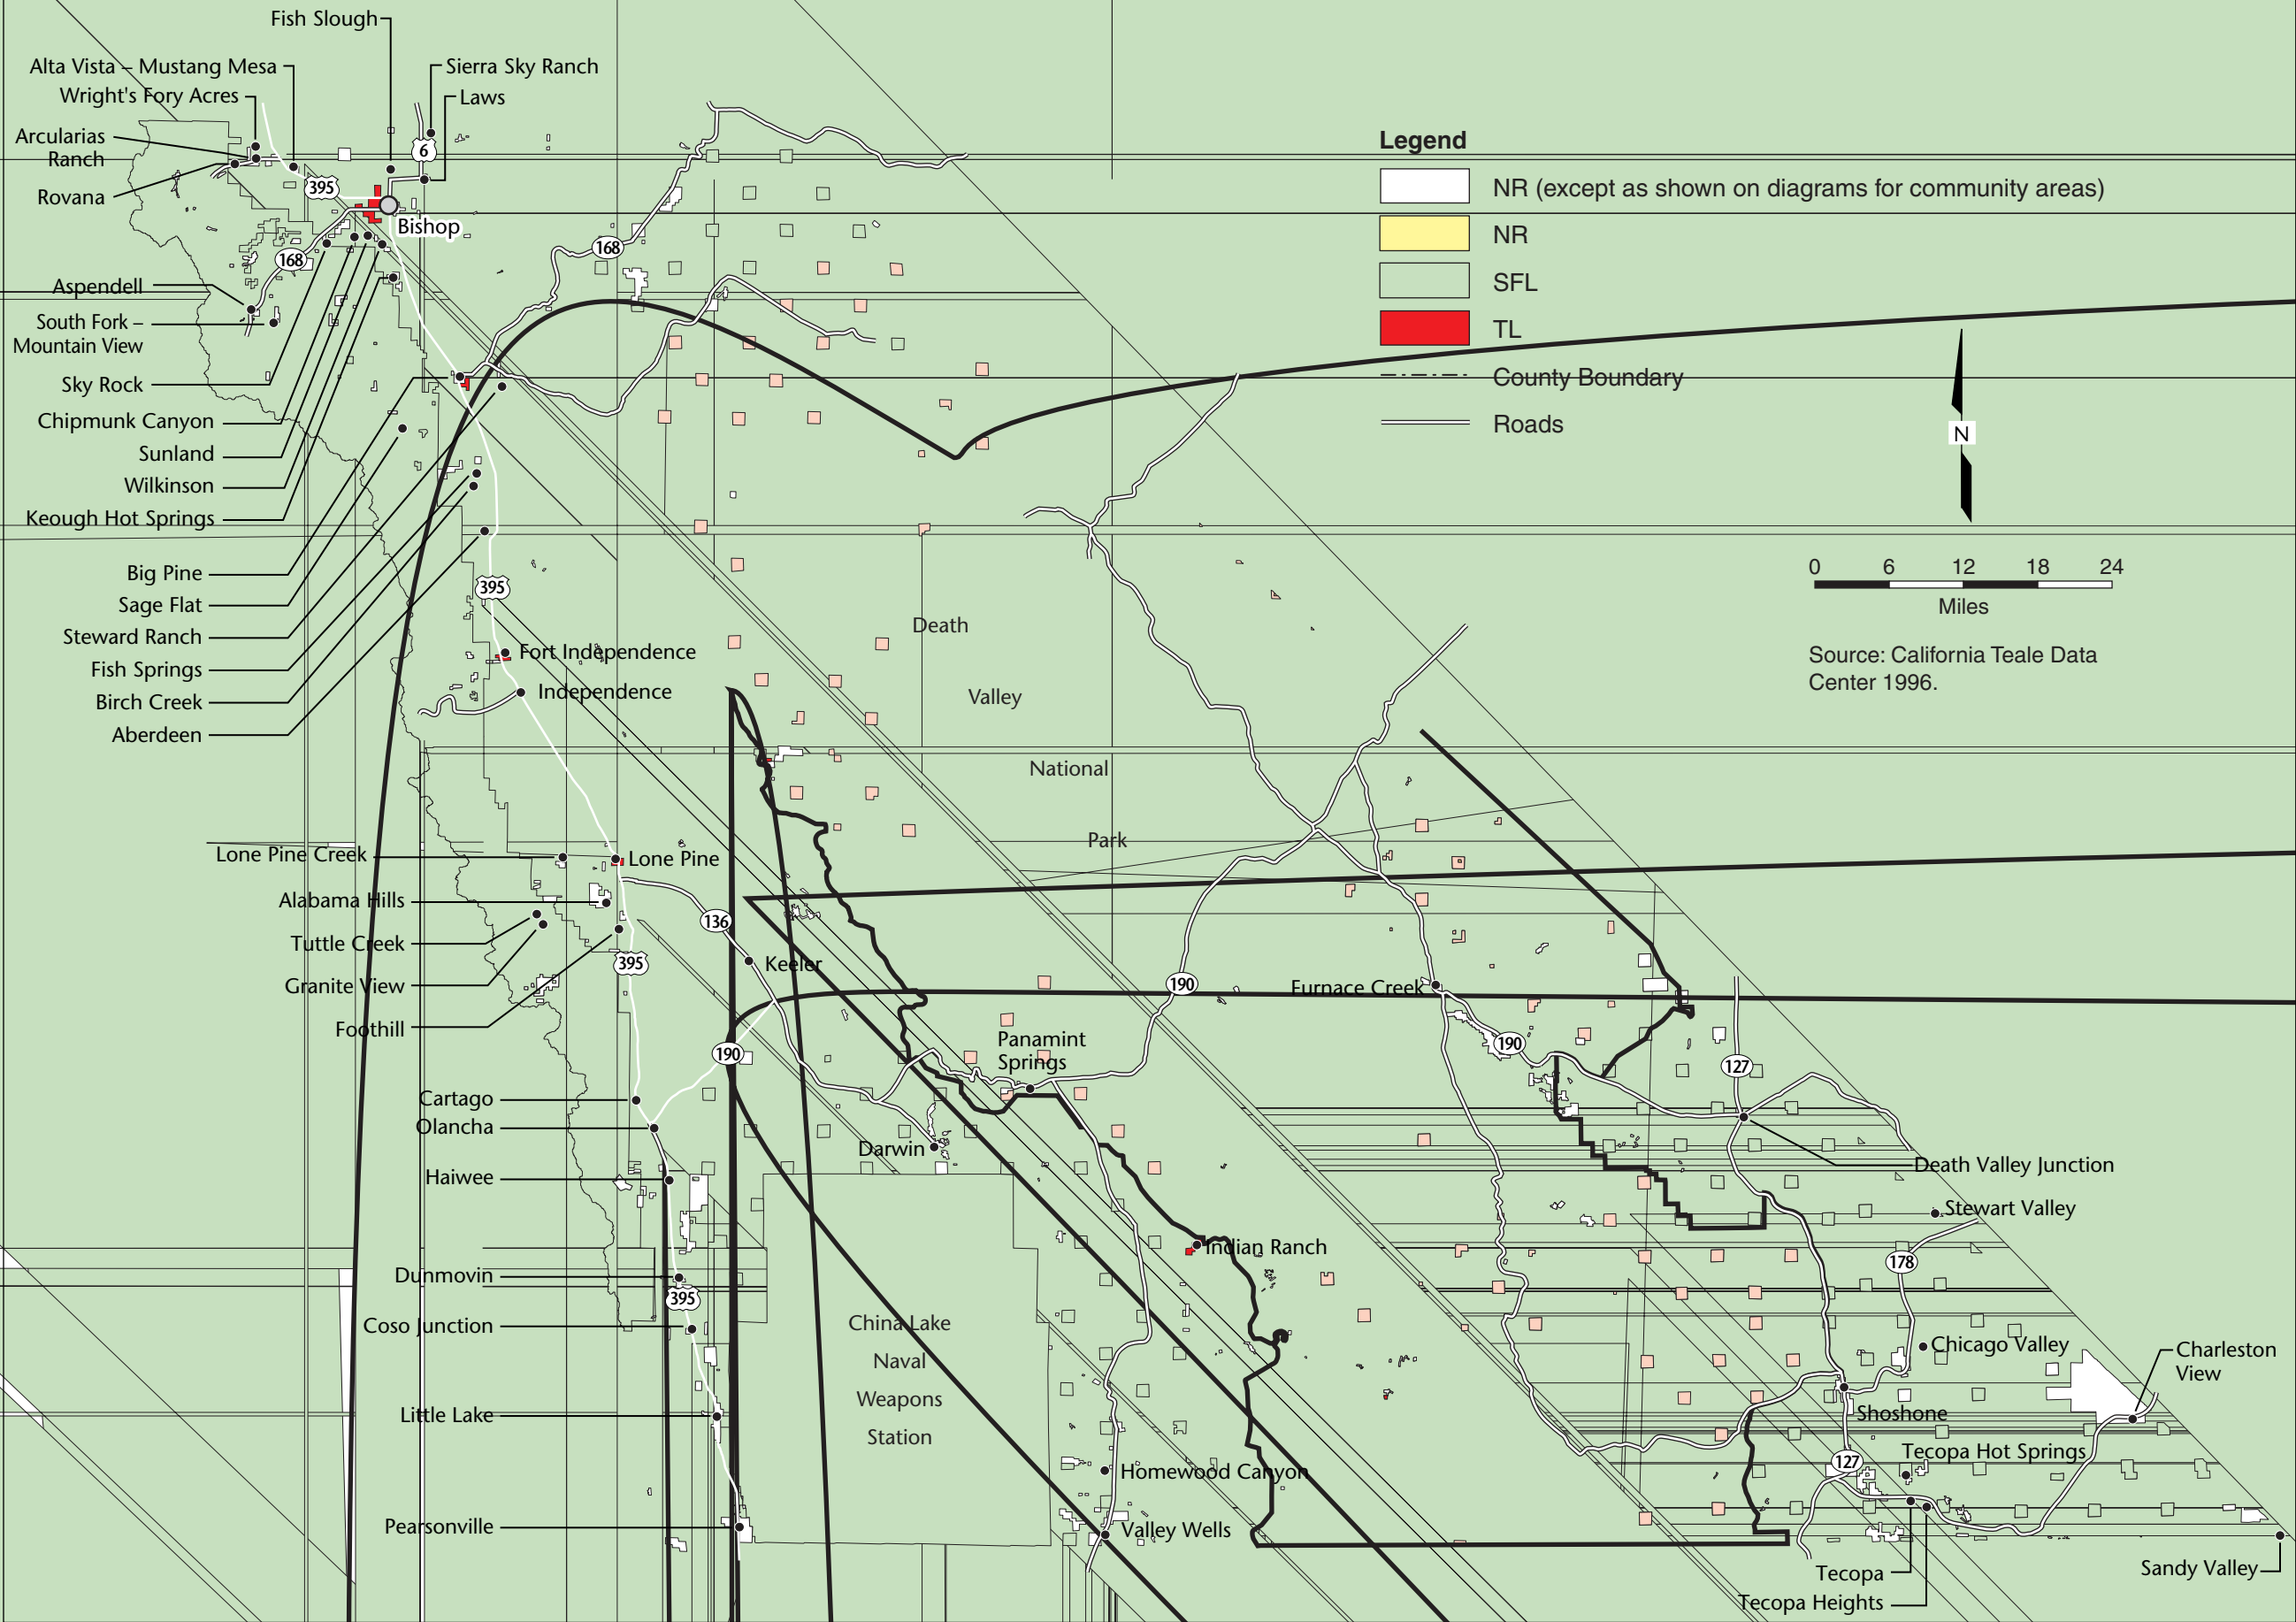 Fish Slough
Alta Vista – Mustang Mesa
Sierra Sky Ranch
Wright's Fory Acres
Laws
Arcularias
Ranch
Rovana
6
395
Bishop
168
168
Aspendell
South Fork –
Mountain View
Sky Rock
Chipmunk Canyon
Sunland
Wilkinson
Keough Hot Springs
Big Pine
Sage Flat
Steward Ranch
Fish Springs
Birch Creek
Aberdeen
395
Fort Independence
Independence
Legend
NR (except as shown on diagrams for community areas)
NR
SFL
TL
County Boundary
Roads
N
0 6 12 18 24
Miles
Source: California Teale Data
Center 1996.
Death
Valley
National
Park
Lone Pine Creek
Lone Pine
Alabama Hills
136
Tuttle Creek
395
Keeler
Granite View
Foothill
190
190
Furnace Creek
190
Panamint
Springs
127
Cartago
Olancha
Darwin
Haiwee
Death Valley Junction
Stewart Valley
Indian Ranch
178
Dunmovin
395
Coso Junction
China Lake
Naval
Weapons
Station
Chicago Valley
Charleston
View
Little Lake
Shoshone
Tecopa Hot Springs
127
Homewood Canyon
Pearsonville
Valley Wells
Tecopa
Sandy Valley
Tecopa Heights